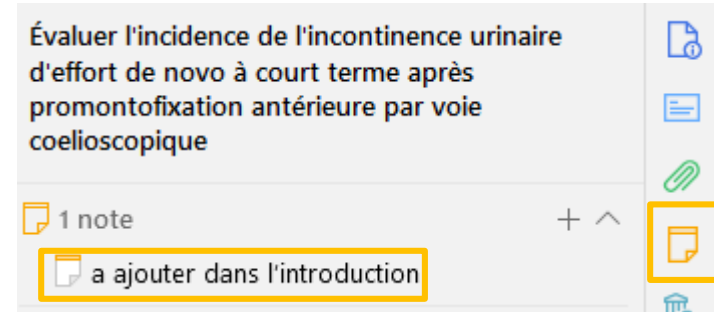 Évaluer l'incidence de l'incontinence urinaire
d'effort de novo à court terme après
promontofixation antérieure par voie
coelioscopique
1 note
a ajouter dans l'introduction